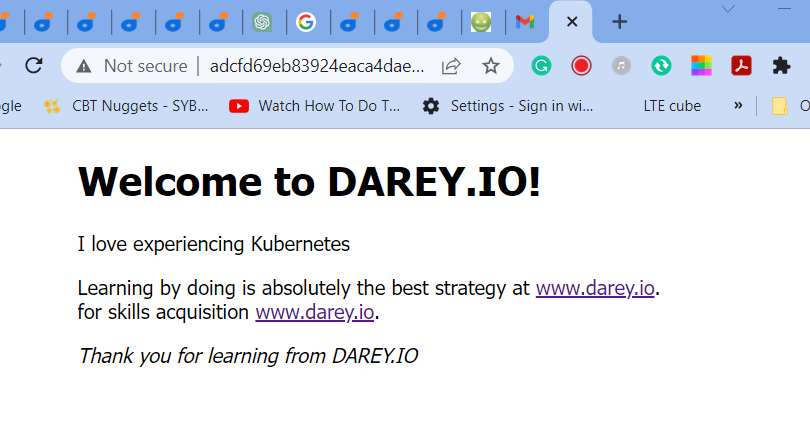 Not secure adcfd69eb83924eaca4dae...
gle CBT Nuggets - SYB... Watch How To Do T... Settings - Sign in wi... LTE cube » O
Welcome to DAREY.IO!
I love experiencing Kubernetes
Learning by doing is absolutely the best strategy at www.darey.io.
for skills acquisition www.darey.io.
Thank you for learning from DAREY.IO